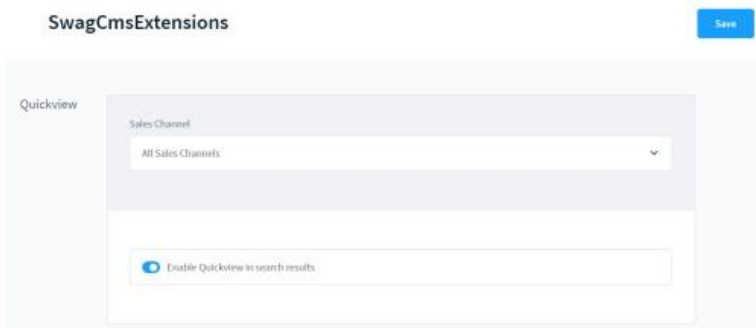 SwagCmsExtensions
Save
Quickview
Sales Channel
All Sales Channels
Enable Quickview in search results